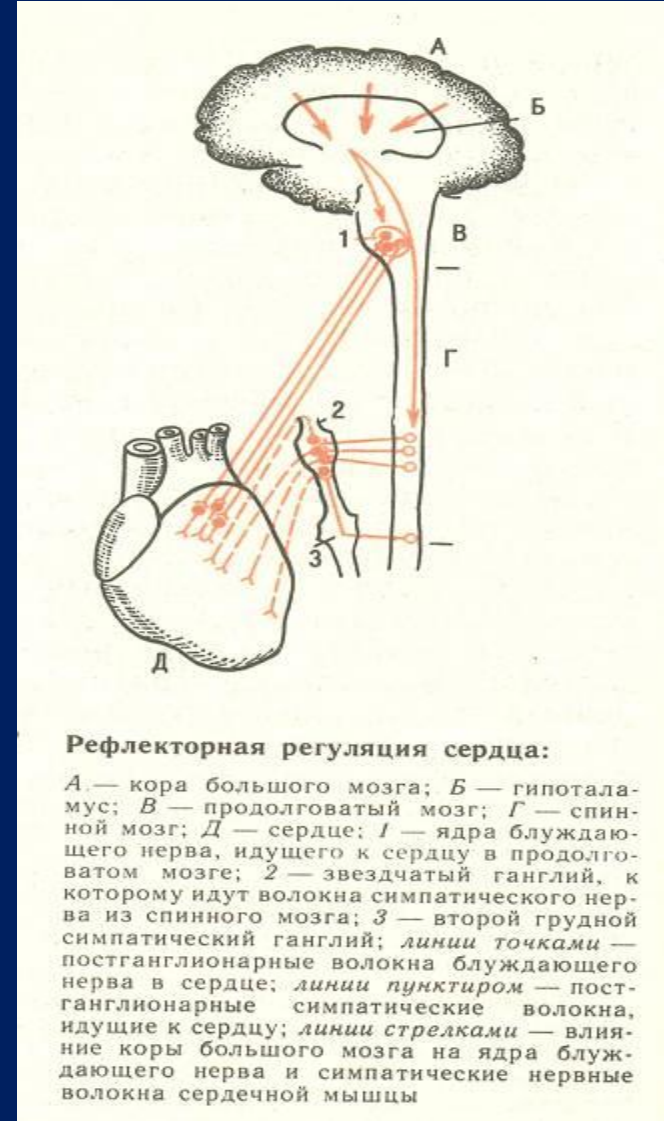 А
Б
1
В
Г
2
3
Д
Рефлекторная регуляция сердца:
А — кора большого мозга; Б — гипотала-
мус; В — продолговатый мозг; Г — спин-
ной мозг; Д — сердце; 1 — ядра блуждаю-
щего нерва, идущего к сердцу в продолго-
ватом мозге; 2 — звездчатый ганглий, к
которому идут волокна симпатического нер-
ва из спинного мозга; 3 — второй грудной
симпатический ганглий; линии точками —
постганглионарные волокна блуждающего
нерва в сердце; линии пунктиром — пост-
ганглионарные симпатические волокна,
идущие к сердцу; линии стрелками — влия-
ние коры большого мозга на ядра блуж-
дающего нерва и симпатические нервные
волокна сердечной мышцы